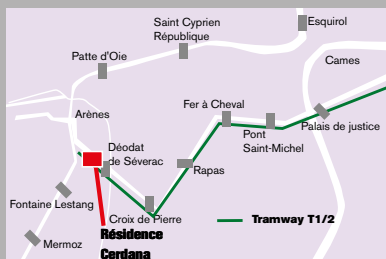 Saint Cyprien
République
Esquirol
Patte d'Oie
Cames
Fer à Cheval
Arènes
Pont
Saint-Michel
Palais de justice
Déodat
de Séverac
Rapas
Fontaine Lestang
Croix de Pierre
Tramway T1/2
Résidence
Cerdana
Mermoz